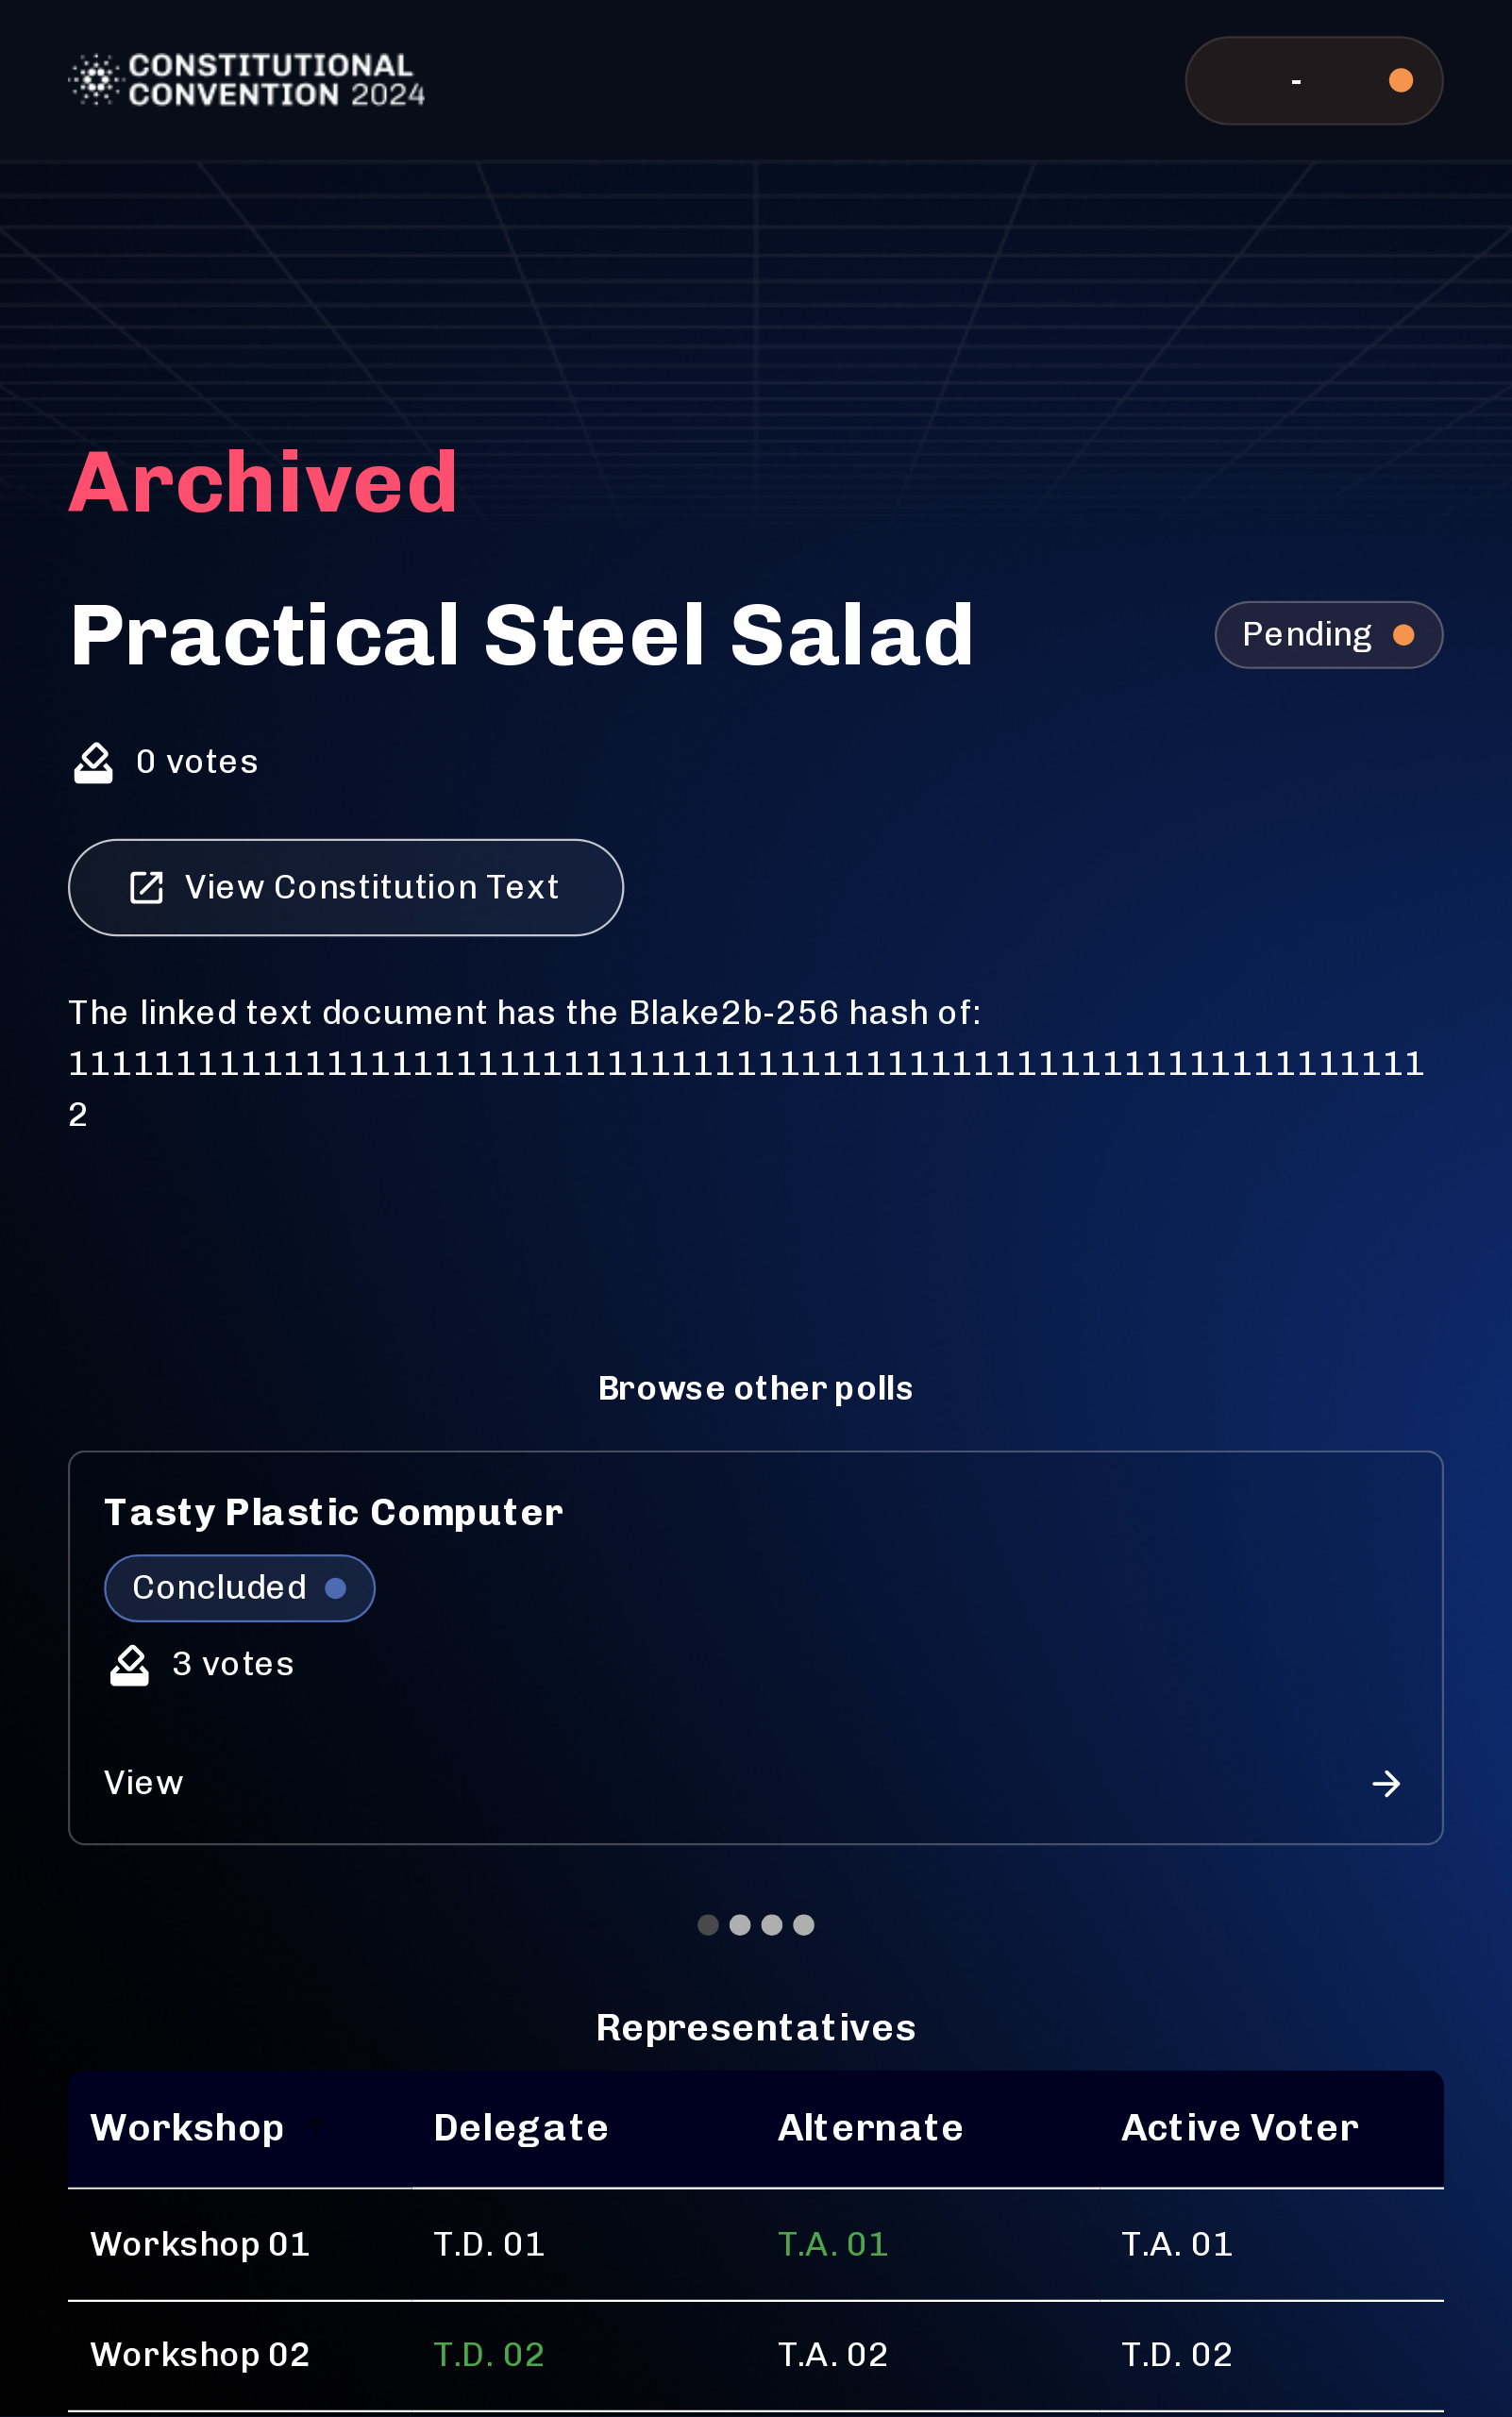 CONSTITUTIONAL
CONVENTION 2024
-
Archived
Practical Steel Salad
Pending
0 votes
View Constitution Text
The linked text document has the Blake2b-256 hash of:
111111111111111111111111111111111111111111111111111111111111111
2
Browse other polls
Tasty Plastic Computer
Concluded
3 votes
View
Representatives
Workshop Delegate Alternate Active Voter
Workshop 01 T.D. 01 T.A. 01 T.A. 01
Workshop 02 T.D. 02 T.A. 02 T.D. 02